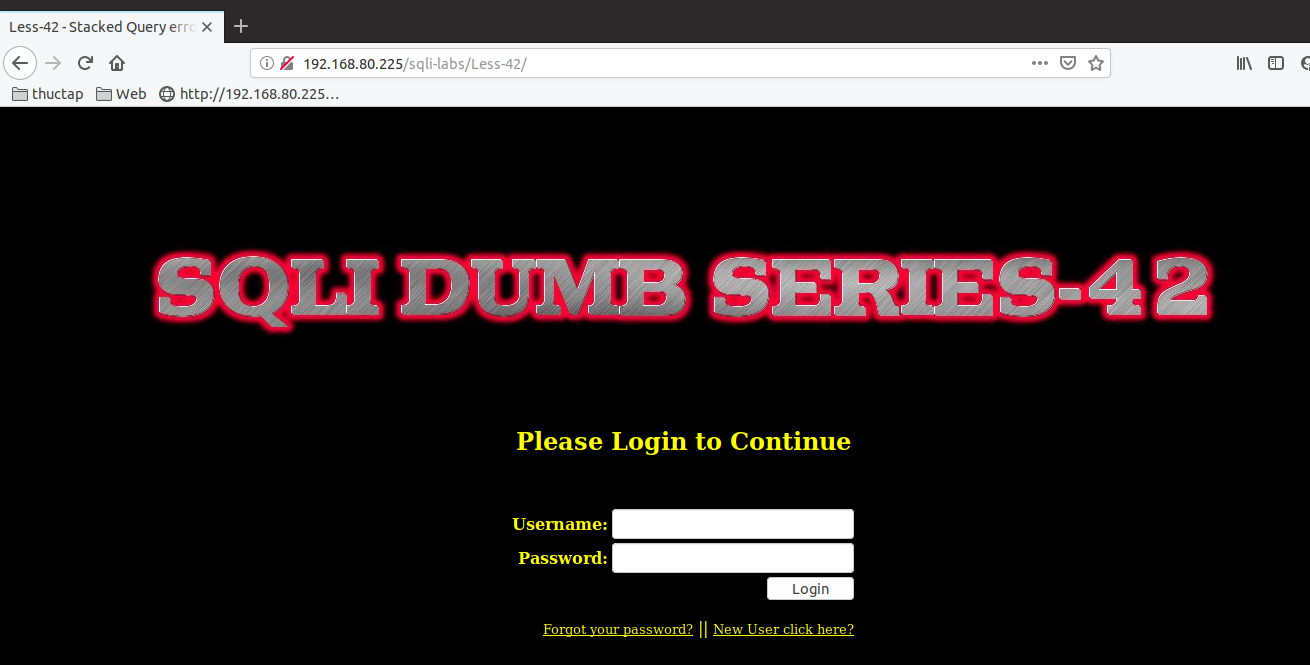 Less-42 - Stacked Query erro
192.168.80.225/sqli-labs/Less-42/
thuctap Web http://192.168.80.225…
SQLI DUMB SERIES-42
Please Login to Continue
Username:
Password:
Login
Forgot your password? || New User click here?